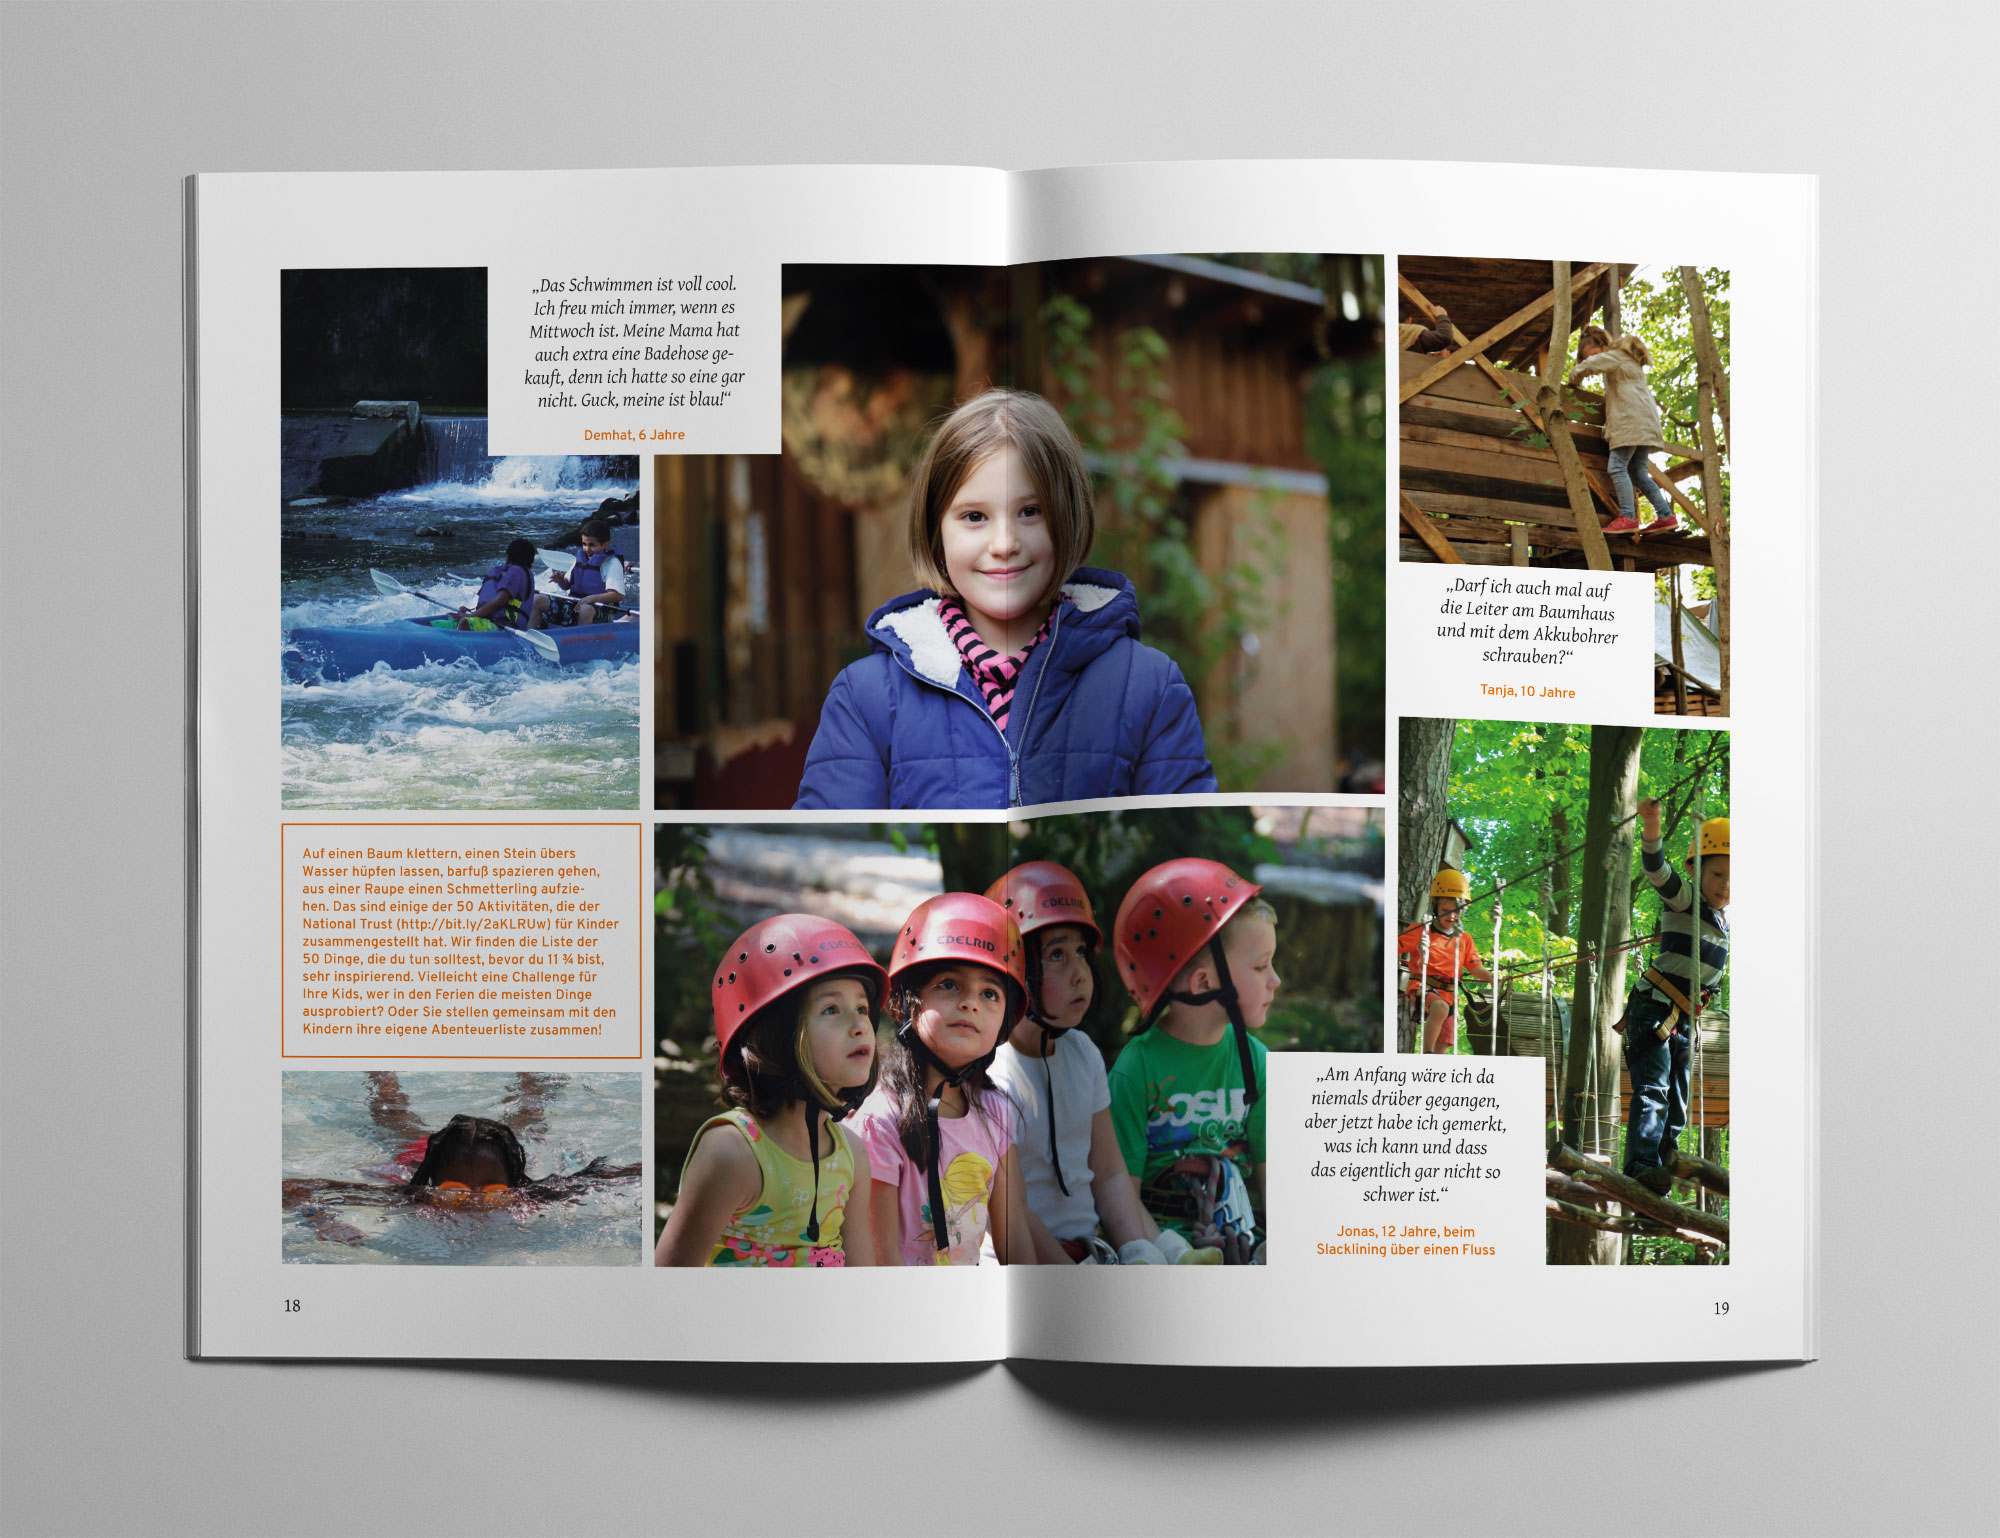 „Das Schwimmen ist voll cool.
Ich freu mich immer, wenn es
Mittwoch ist. Meine Mama hat
auch extra eine Badehose ge-
kauft, denn ich hatte so eine gar
nicht. Guck, meine ist blau!“
Demhat, 6 Jahre
Auf einen Baum klettern, einen Stein übers
Wasser hüpfen lassen, barfuß spazieren gehen,
aus einer Raupe einen Schmetterling aufzie-
hen. Das sind einige der 50 Aktivitäten, die der
National Trust (http://bit.ly/2aKLRUw) für Kinder
zusammengestellt hat. Wir finden die Liste der
50 Dinge, die du tun solltest, bevor du 11 ¾ bist,
sehr inspirierend. Vielleicht eine Challenge für
Ihre Kids, wer in den Ferien die meisten Dinge
ausprobiert? Oder Sie stellen gemeinsam mit den
Kindern ihre eigene Abenteuerliste zusammen!
18
„Darf ich auch mal auf
die Leiter am Baumhaus
und mit dem Akkubohrer
schrauben?“
Tanja, 10 Jahre
EDELRID
EDELRID
EDELRID
„Am Anfang wäre ich da
niemals drüber gegangen,
aber jetzt habe ich gemerkt,
was ich kann und dass
das eigentlich gar nicht so
schwer ist.“
Jonas, 12 Jahre, beim
Slacklining über einen Fluss
19